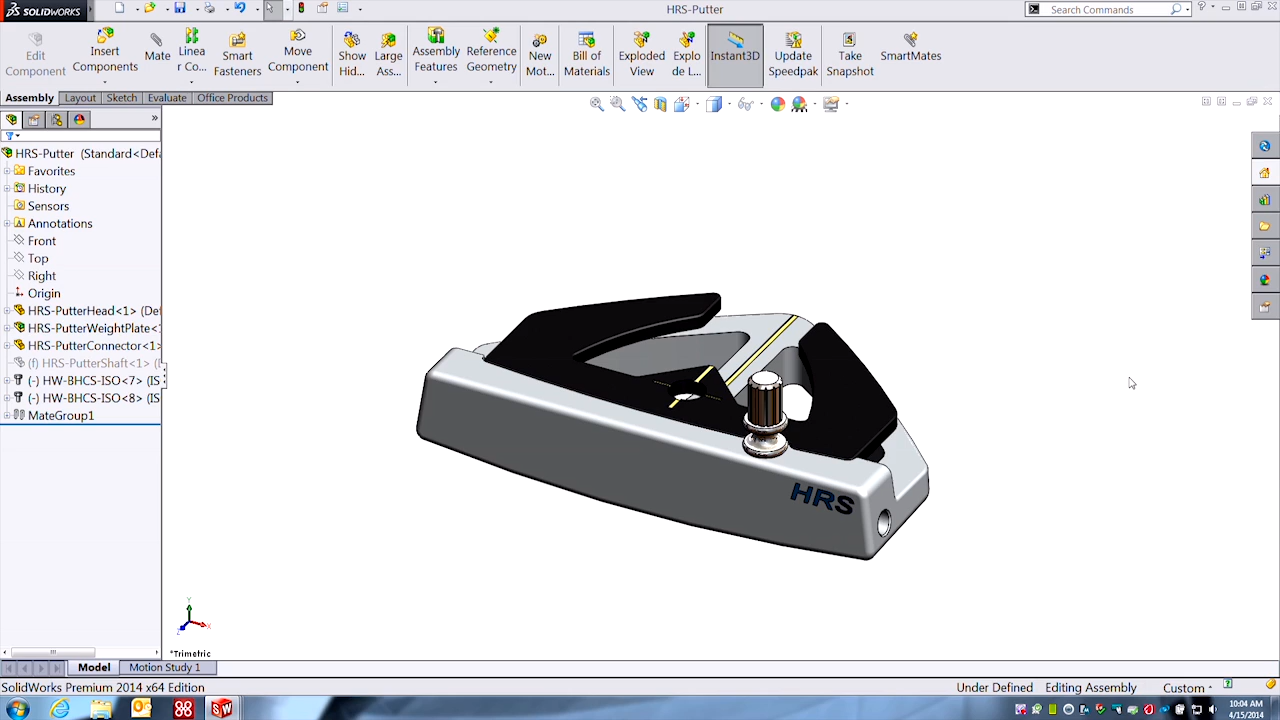 SOLIDWORKS
HRS-Putter
Search Commands
Edit Component
Insert Components
Mate
Linea r Co...
Smart Fasteners
Move Component
Show Hid...
Large Ass...
Assembly Features
Reference Geometry
New Mot...
Bill of Materials
Exploded View
Explo de L...
Instant3D
Update Speedpak
Take Snapshot
SmartMates
Assembly Layout Sketch Evaluate Office Products
HRS-Putter (Standard<Defa
Favorites
History
Sensors
Annotations
Front
Top
Right
Origin
HRS-PutterHead<1> (Def
HRS-PutterWeightPlate<
HRS-PutterConnector<1>
(f) HRS-PutterShaft<1> (
(-) HW-BHCS-ISO<7> (IS
(-) HW-BHCS-ISO<8> (IS
MateGroup1
HRS
Y
X
Z
*Trimetric
Model Motion Study 1
SolidWorks Premium 2014 x64 Edition
Under Defined Editing Assembly Custom
10:04 AM
4/15/2014